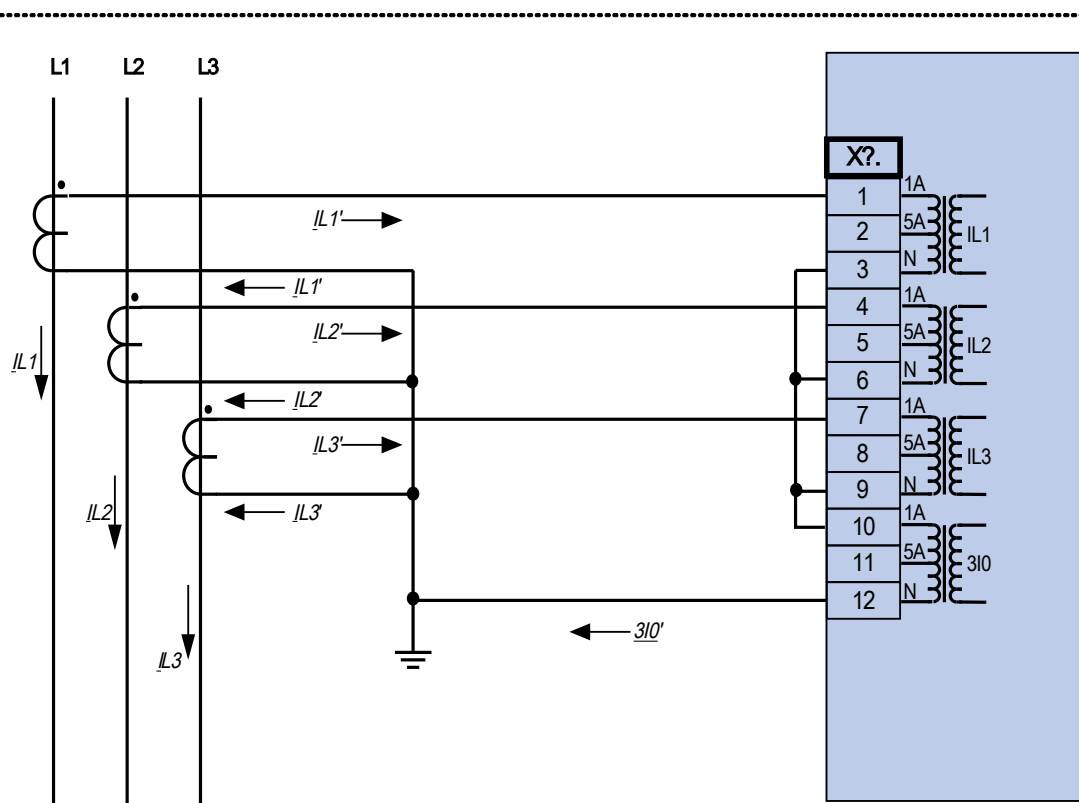 L1 L2 L3
X?.
1 1A
2 5A IL1
3 N
IL1'
IL1'
4 1A
5 5A IL2
6 N
IL2'
IL1
IL2'
7 1A
8 5A IL3
9 N
IL3'
IL2
IL3'
10 1A
11 5A 3I0
12 N
3I0'
IL3